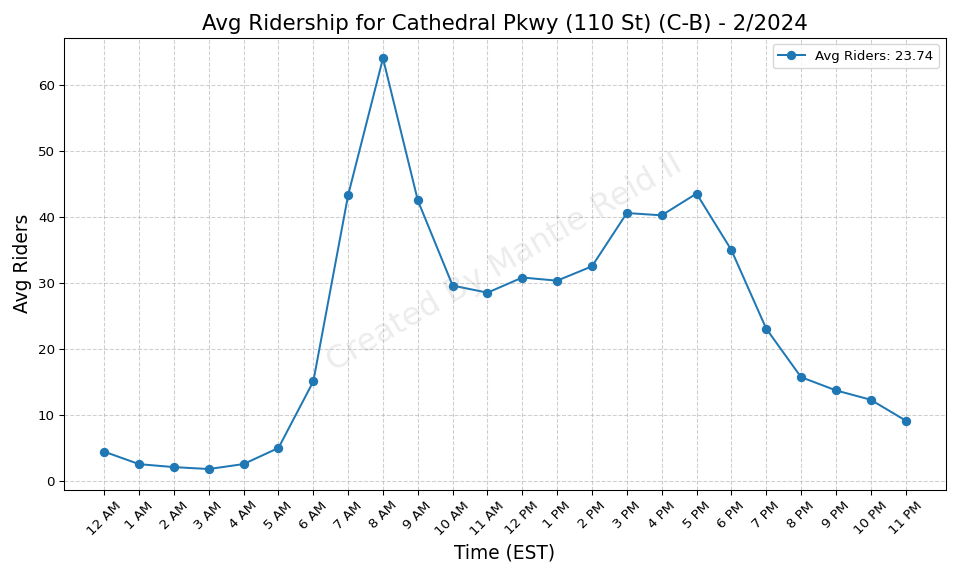 Avg Ridership for Cathedral Pkwy (110 St) (C-B) - 2/2024
Avg Riders: 23.74
Avg Riders
60
50
40
30
20
10
0
Created By Mantie Reid II
12 AM
1 AM
2 AM
3 AM
4 AM
5 AM
6 AM
7 AM
8 AM
9 AM
10 AM
11 AM
12 PM
1 PM
2 PM
3 PM
4 PM
5 PM
6 PM
7 PM
8 PM
9 PM
10 PM
11 PM
Time (EST)